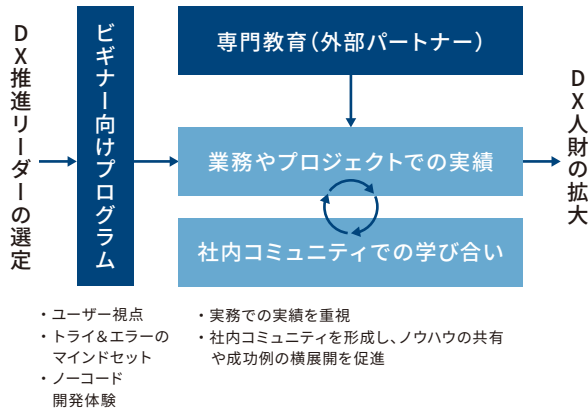 DX推進リーダーの選定
ビギナー向けプログラム
専門教育（外部パートナー）
業務やプロジェクトでの実績
社内コミュニティでの学び合い
DX人財の拡大
・ユーザー視点
・トライ&エラーの
マインドセット
・ノーコード
開発体験
・実務での実績を重視
・社内コミュニティを形成し、ノウハウの共有
や成功例の横展開を促進